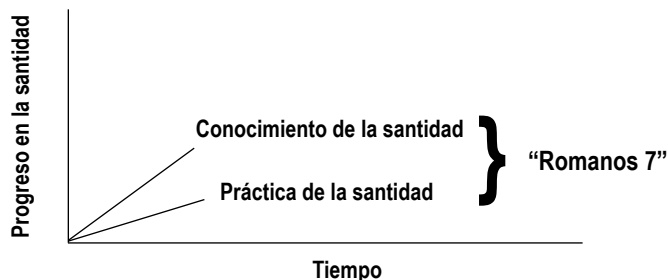 Progreso en la santidad
Conocimiento de la santidad
Práctica de la santidad
“Romanos 7”
Tiempo